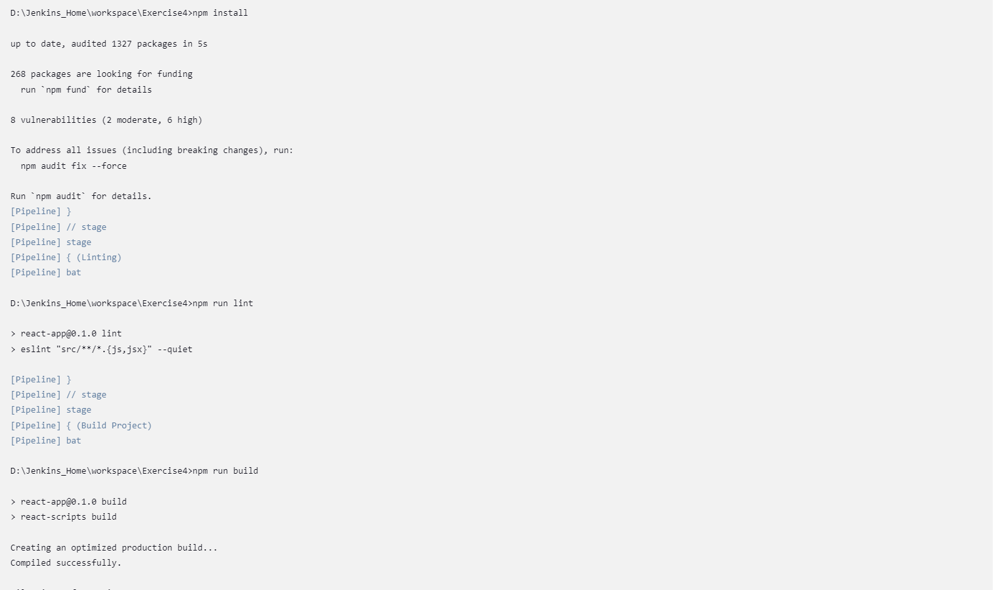 D:\Jenkins_Home\workspace\Exercise4>npm install
up to date, audited 1327 packages in 5s
268 packages are looking for funding
  run `npm fund` for details
8 vulnerabilities (2 moderate, 6 high)
To address all issues (including breaking changes), run:
  npm audit fix --force
Run `npm audit` for details.
[Pipeline] }
[Pipeline] // stage
[Pipeline] stage
[Pipeline] { (Linting)
[Pipeline] bat
D:\Jenkins_Home\workspace\Exercise4>npm run lint
> react-app@0.1.0 lint
> eslint "src/**/*.{js,jsx}" --quiet
[Pipeline] }
[Pipeline] // stage
[Pipeline] stage
[Pipeline] { (Build Project)
[Pipeline] bat
D:\Jenkins_Home\workspace\Exercise4>npm run build
> react-app@0.1.0 build
> react-scripts build
Creating an optimized production build...
Compiled successfully.